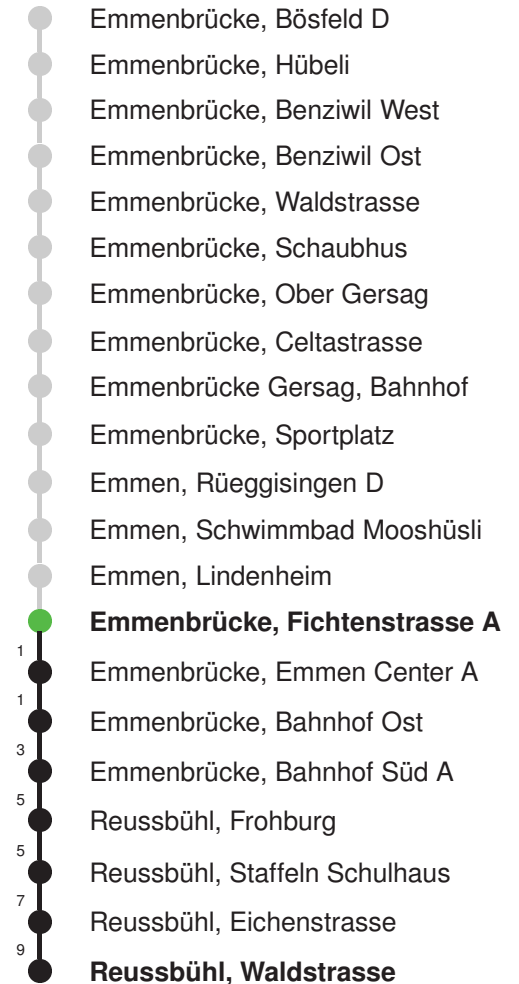 Emmenbrücke, Bösfeld D
Emmenbrücke, Hübeli
Emmenbrücke, Benziwil West
Emmenbrücke, Benziwil Ost
Emmenbrücke, Waldstrasse
Emmenbrücke, Schaubhus
Emmenbrücke, Ober Gersag
Emmenbrücke, Celtastrasse
Emmenbrücke Gersag, Bahnhof
Emmenbrücke, Sportplatz
Emmen, Rüeggisingen D
Emmen, Schwimmbad Mooshüsli
Emmen, Lindenheim
Emmenbrücke, Fichtenstrasse A
1 Emmenbrücke, Emmen Center A
1 Emmenbrücke, Bahnhof Ost
3 Emmenbrücke, Bahnhof Süd A
5 Reussbühl, Frohburg
5 Reussbühl, Staffeln Schulhaus
7 Reussbühl, Eichenstrasse
9 Reussbühl, Waldstrasse